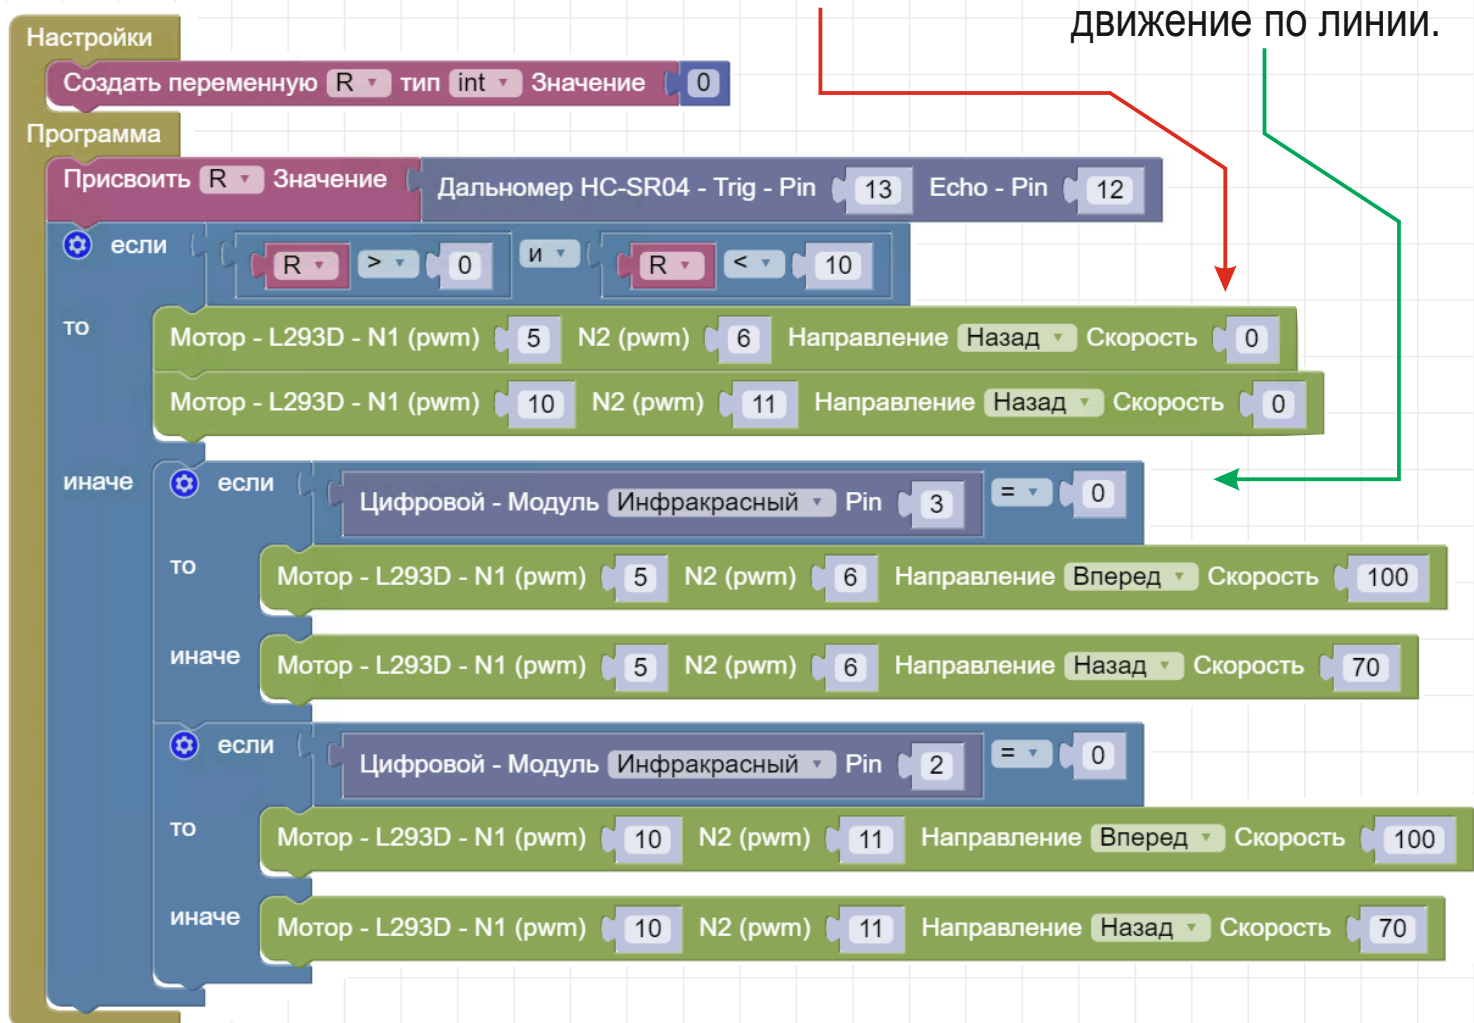 движение по линии.
Настройки
Создать переменную R тип int Значение 0
Программа
Присвоить R Значение Дальномер HC-SR04 - Trig - Pin 13 Echo - Pin 12
если R > 0 и R < 10
то Мотор - L293D - N1 (pwm) 5 N2 (pwm) 6 Направление Назад Скорость 0
Мотор - L293D - N1 (pwm) 10 N2 (pwm) 11 Направление Назад Скорость 0
иначе если Цифровой - Модуль Инфракрасный Pin 3 = 0
то Мотор - L293D - N1 (pwm) 5 N2 (pwm) 6 Направление Вперед Скорость 100
иначе Мотор - L293D - N1 (pwm) 5 N2 (pwm) 6 Направление Назад Скорость 70
если Цифровой - Модуль Инфракрасный Pin 2 = 0
то Мотор - L293D - N1 (pwm) 10 N2 (pwm) 11 Направление Вперед Скорость 100
иначе Мотор - L293D - N1 (pwm) 10 N2 (pwm) 11 Направление Назад Скорость 70